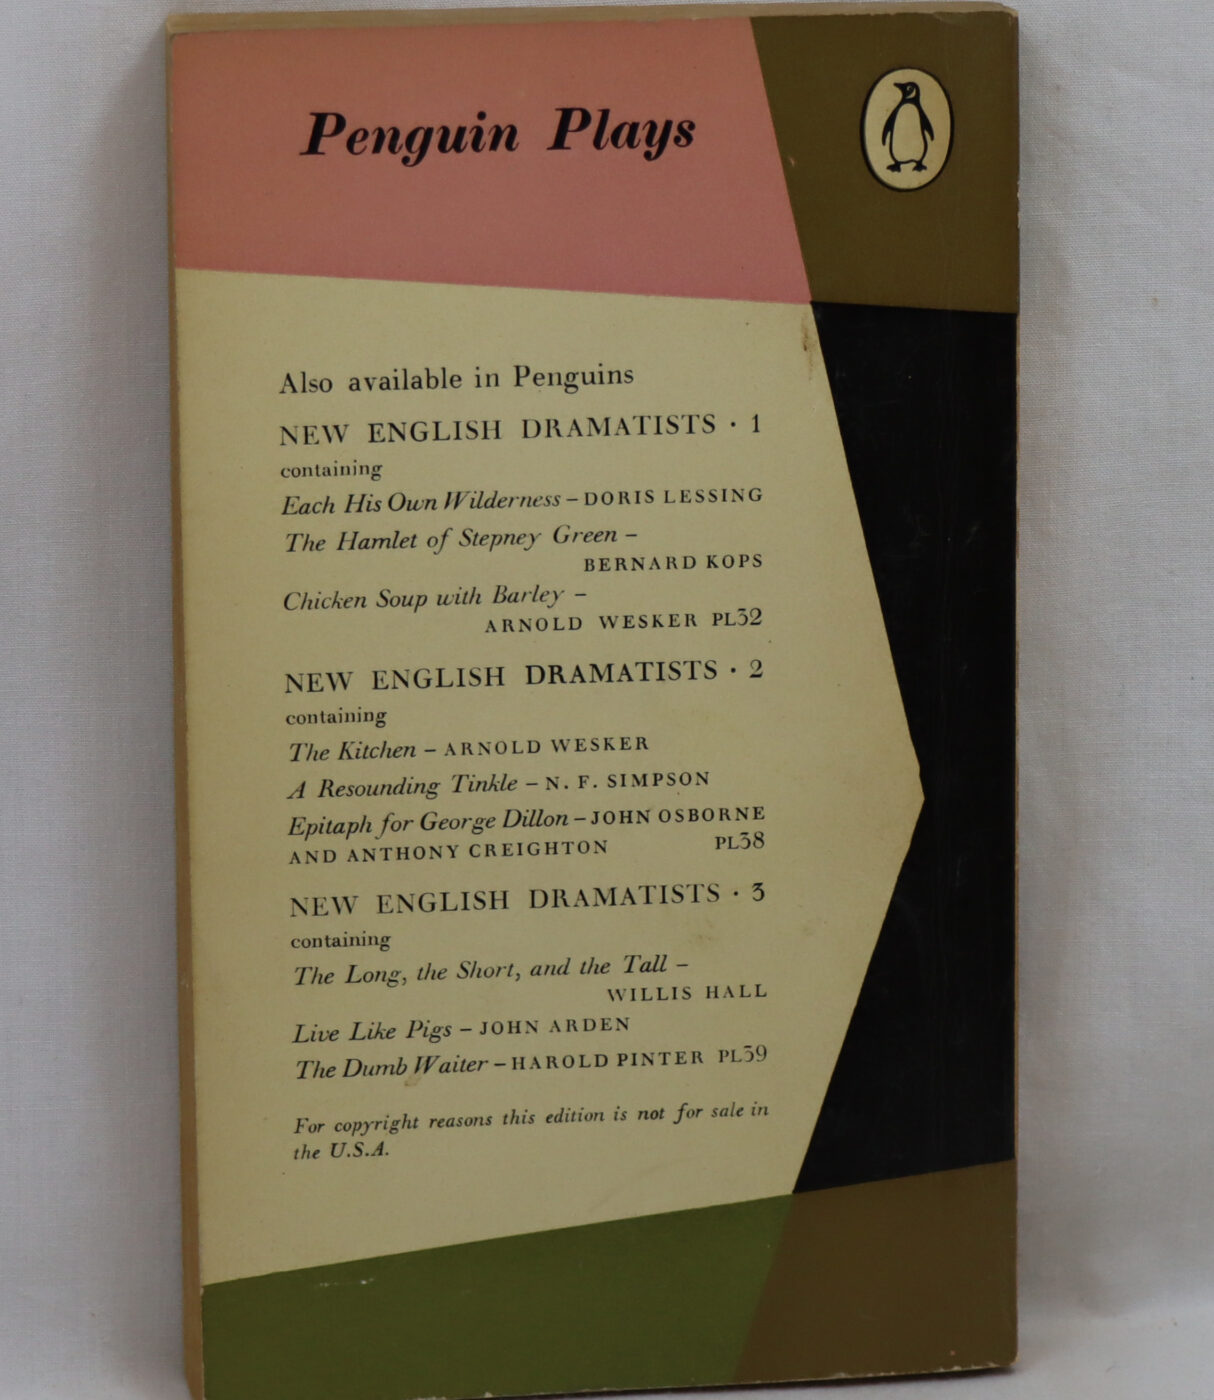 Penguin Plays
Also available in Penguins
NEW ENGLISH DRAMATISTS · 1
containing
Each His Own Wilderness – DORIS LESSING
The Hamlet of Stepney Green –
BERNARD KOPS
Chicken Soup with Barley –
ARNOLD WESKER PL32
NEW ENGLISH DRAMATISTS · 2
containing
The Kitchen – ARNOLD WESKER
A Resounding Tinkle – N. F. SIMPSON
Epitaph for George Dillon – JOHN OSBORNE
AND ANTHONY CREIGHTON PL38
NEW ENGLISH DRAMATISTS · 3
containing
The Long, the Short, and the Tall –
WILLIS HALL
Live Like Pigs – JOHN ARDEN
The Dumb Waiter – HAROLD PINTER PL39
For copyright reasons this edition is not for sale in
the U.S.A.